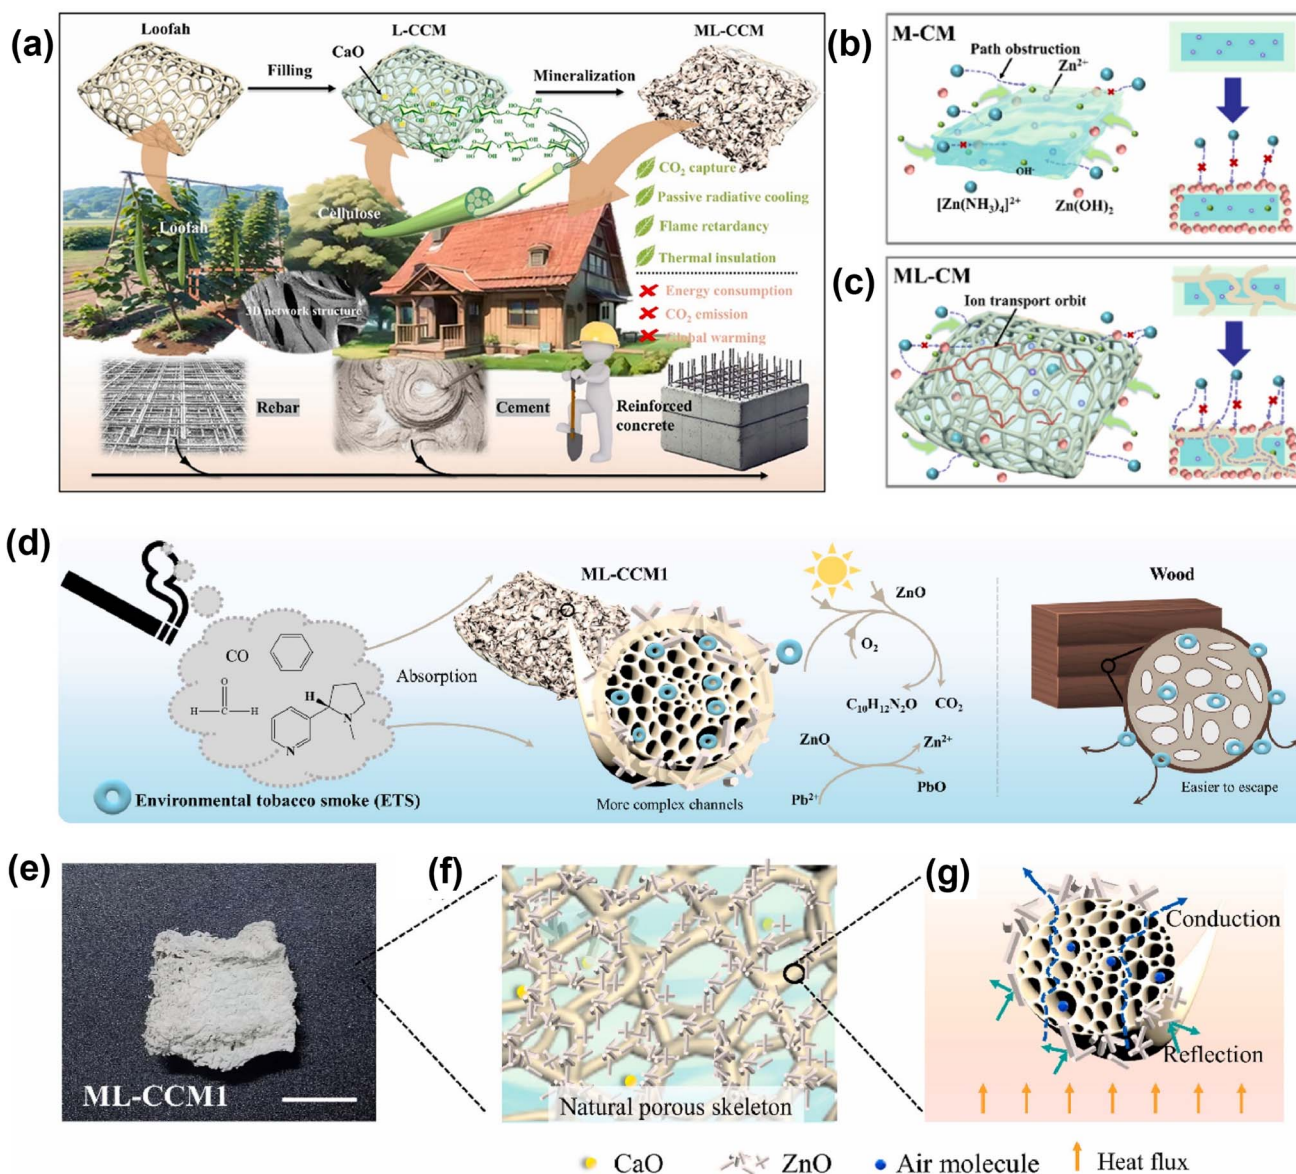 (a)
Loofah
Filling
L-CCM
CaO
Mineralization
ML-CCM
CO₂ capture
Passive radiative cooling
Flame retardancy
Thermal insulation
Energy consumption
CO₂ emission
Global warming
Loofah
Cellulose
3D network structure
Rebar
Cement
Reinforced
concrete
(b)
M-CM
Path obstruction
Zn²⁺
OH⁻
[Zn(NH₃)₄]²⁺
Zn(OH)₂
(c)
ML-CM
Ion transport orbit
(d)
CO
O
H C H
H
N
N
Environmental tobacco smoke (ETS)
Absorption
ML-CCM1
More complex channels
ZnO
O₂
C₁₀H₁₂N₂O
CO₂
ZnO
Zn²⁺
Pb²⁺
PbO
Wood
Easier to escape
(e)
ML-CCM1
(f)
Natural porous skeleton
(g)
Conduction
Reflection
CaO
ZnO
Air molecule
Heat flux